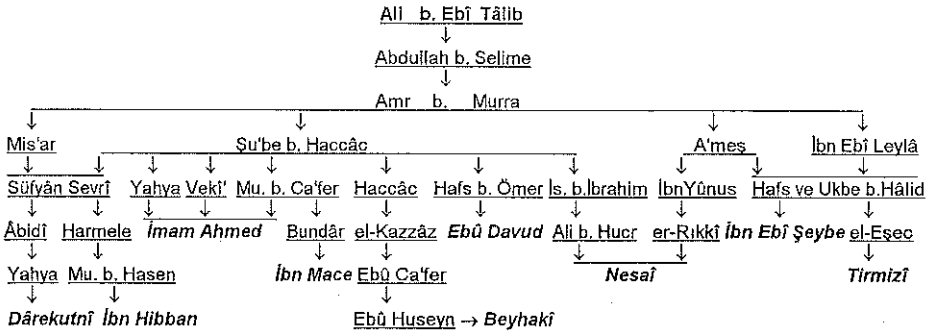 Ali b. Ebî Tâlib
Abdullah b. Selime
Amr b. Murra
Mis'ar Şu'be b. Haccâc A'meş İbn Ebî Leylâ
Süfyân Sevrî Yahya Vekî' Mu. b. Ca'fer Haccâc Hafs b. Ömer İs. b.İbrahim İbnYûnus Hafs ve Ukbe b.Hâlid
Âbidî Harmele İmam Ahmed Bundâr el-Kazzâz Ebû Davud Ali b. Hucr er-Rıkkî İbn Ebî Şeybe el-Eşec
Yahya Mu. b. Hasen İbn Mace Ebû Ca'fer Nesaî Tirmizî
Dârekutnî İbn Hibban Ebû Huseyn → Beyhakî